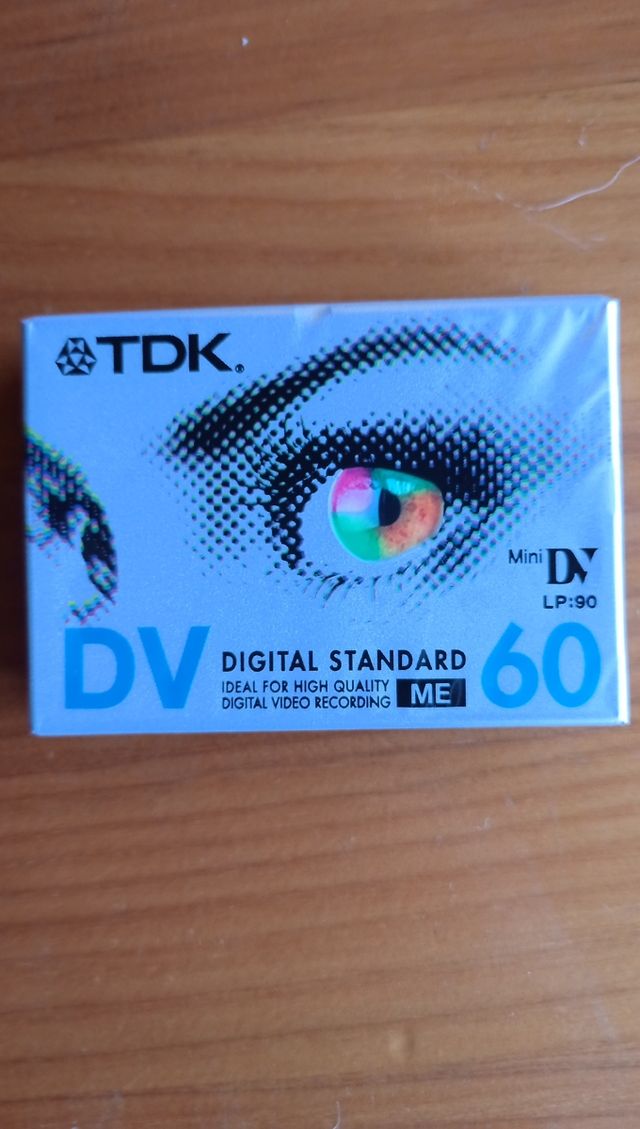 TDK®
Mini DV
LP:90
DV
DIGITAL STANDARD
IDEAL FOR HIGH QUALITY
DIGITAL VIDEO RECORDING
ME
60